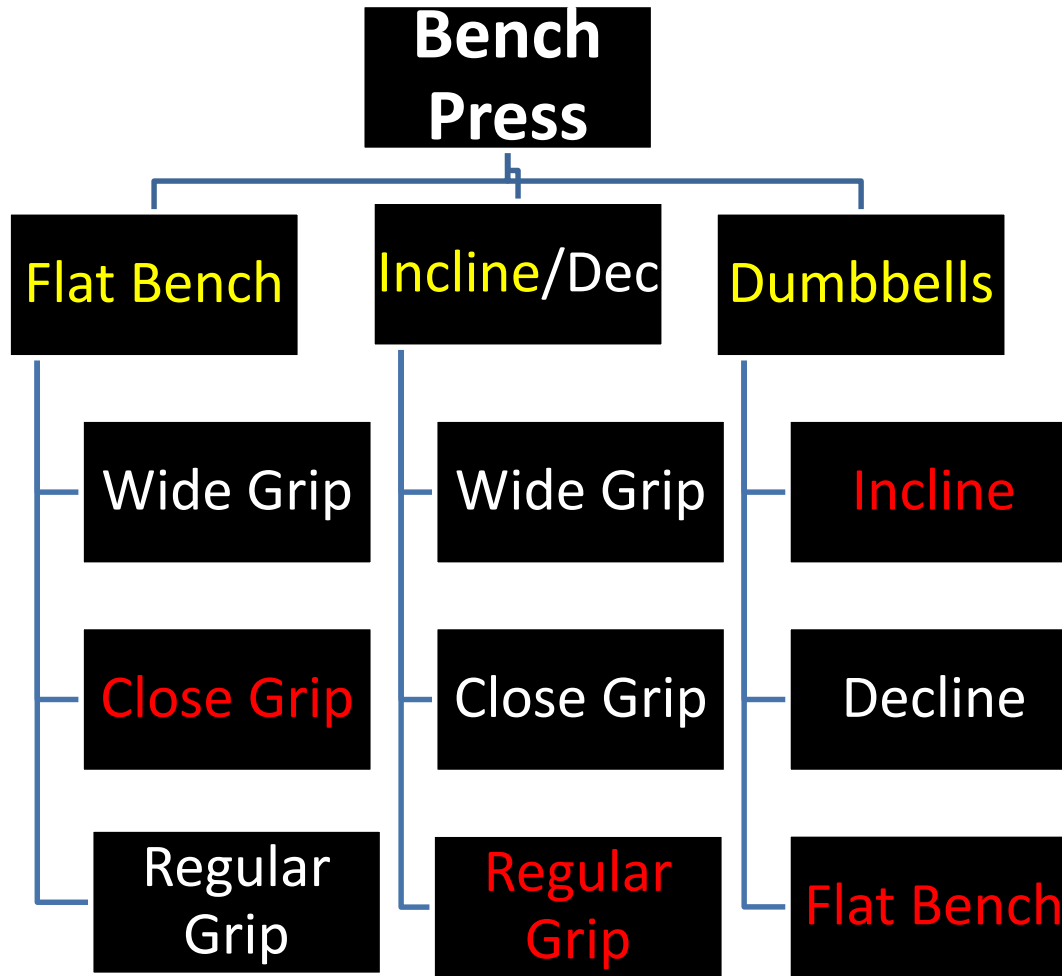 Bench
Press
Flat Bench
Incline/Dec
Dumbbells
Wide Grip
Wide Grip
Incline
Close Grip
Close Grip
Decline
Regular
Grip
Regular
Grip
Flat Bench